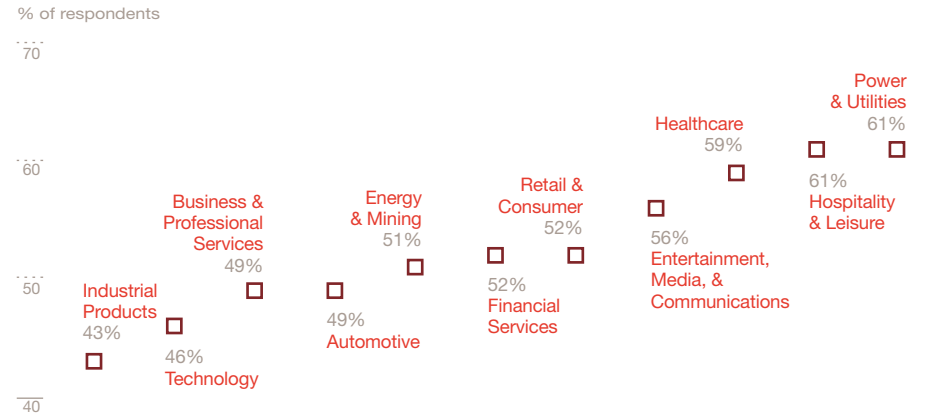 % of respondents
70
60
50
40
Industrial
Products
43%
46%
Technology
Business &
Professional
Services
49%
49%
Automotive
Energy
& Mining
51%
52%
Financial
Services
Retail &
Consumer
52%
56%
Entertainment,
Media, &
Communications
Healthcare
59%
61%
Hospitality
& Leisure
Power
& Utilities
61%